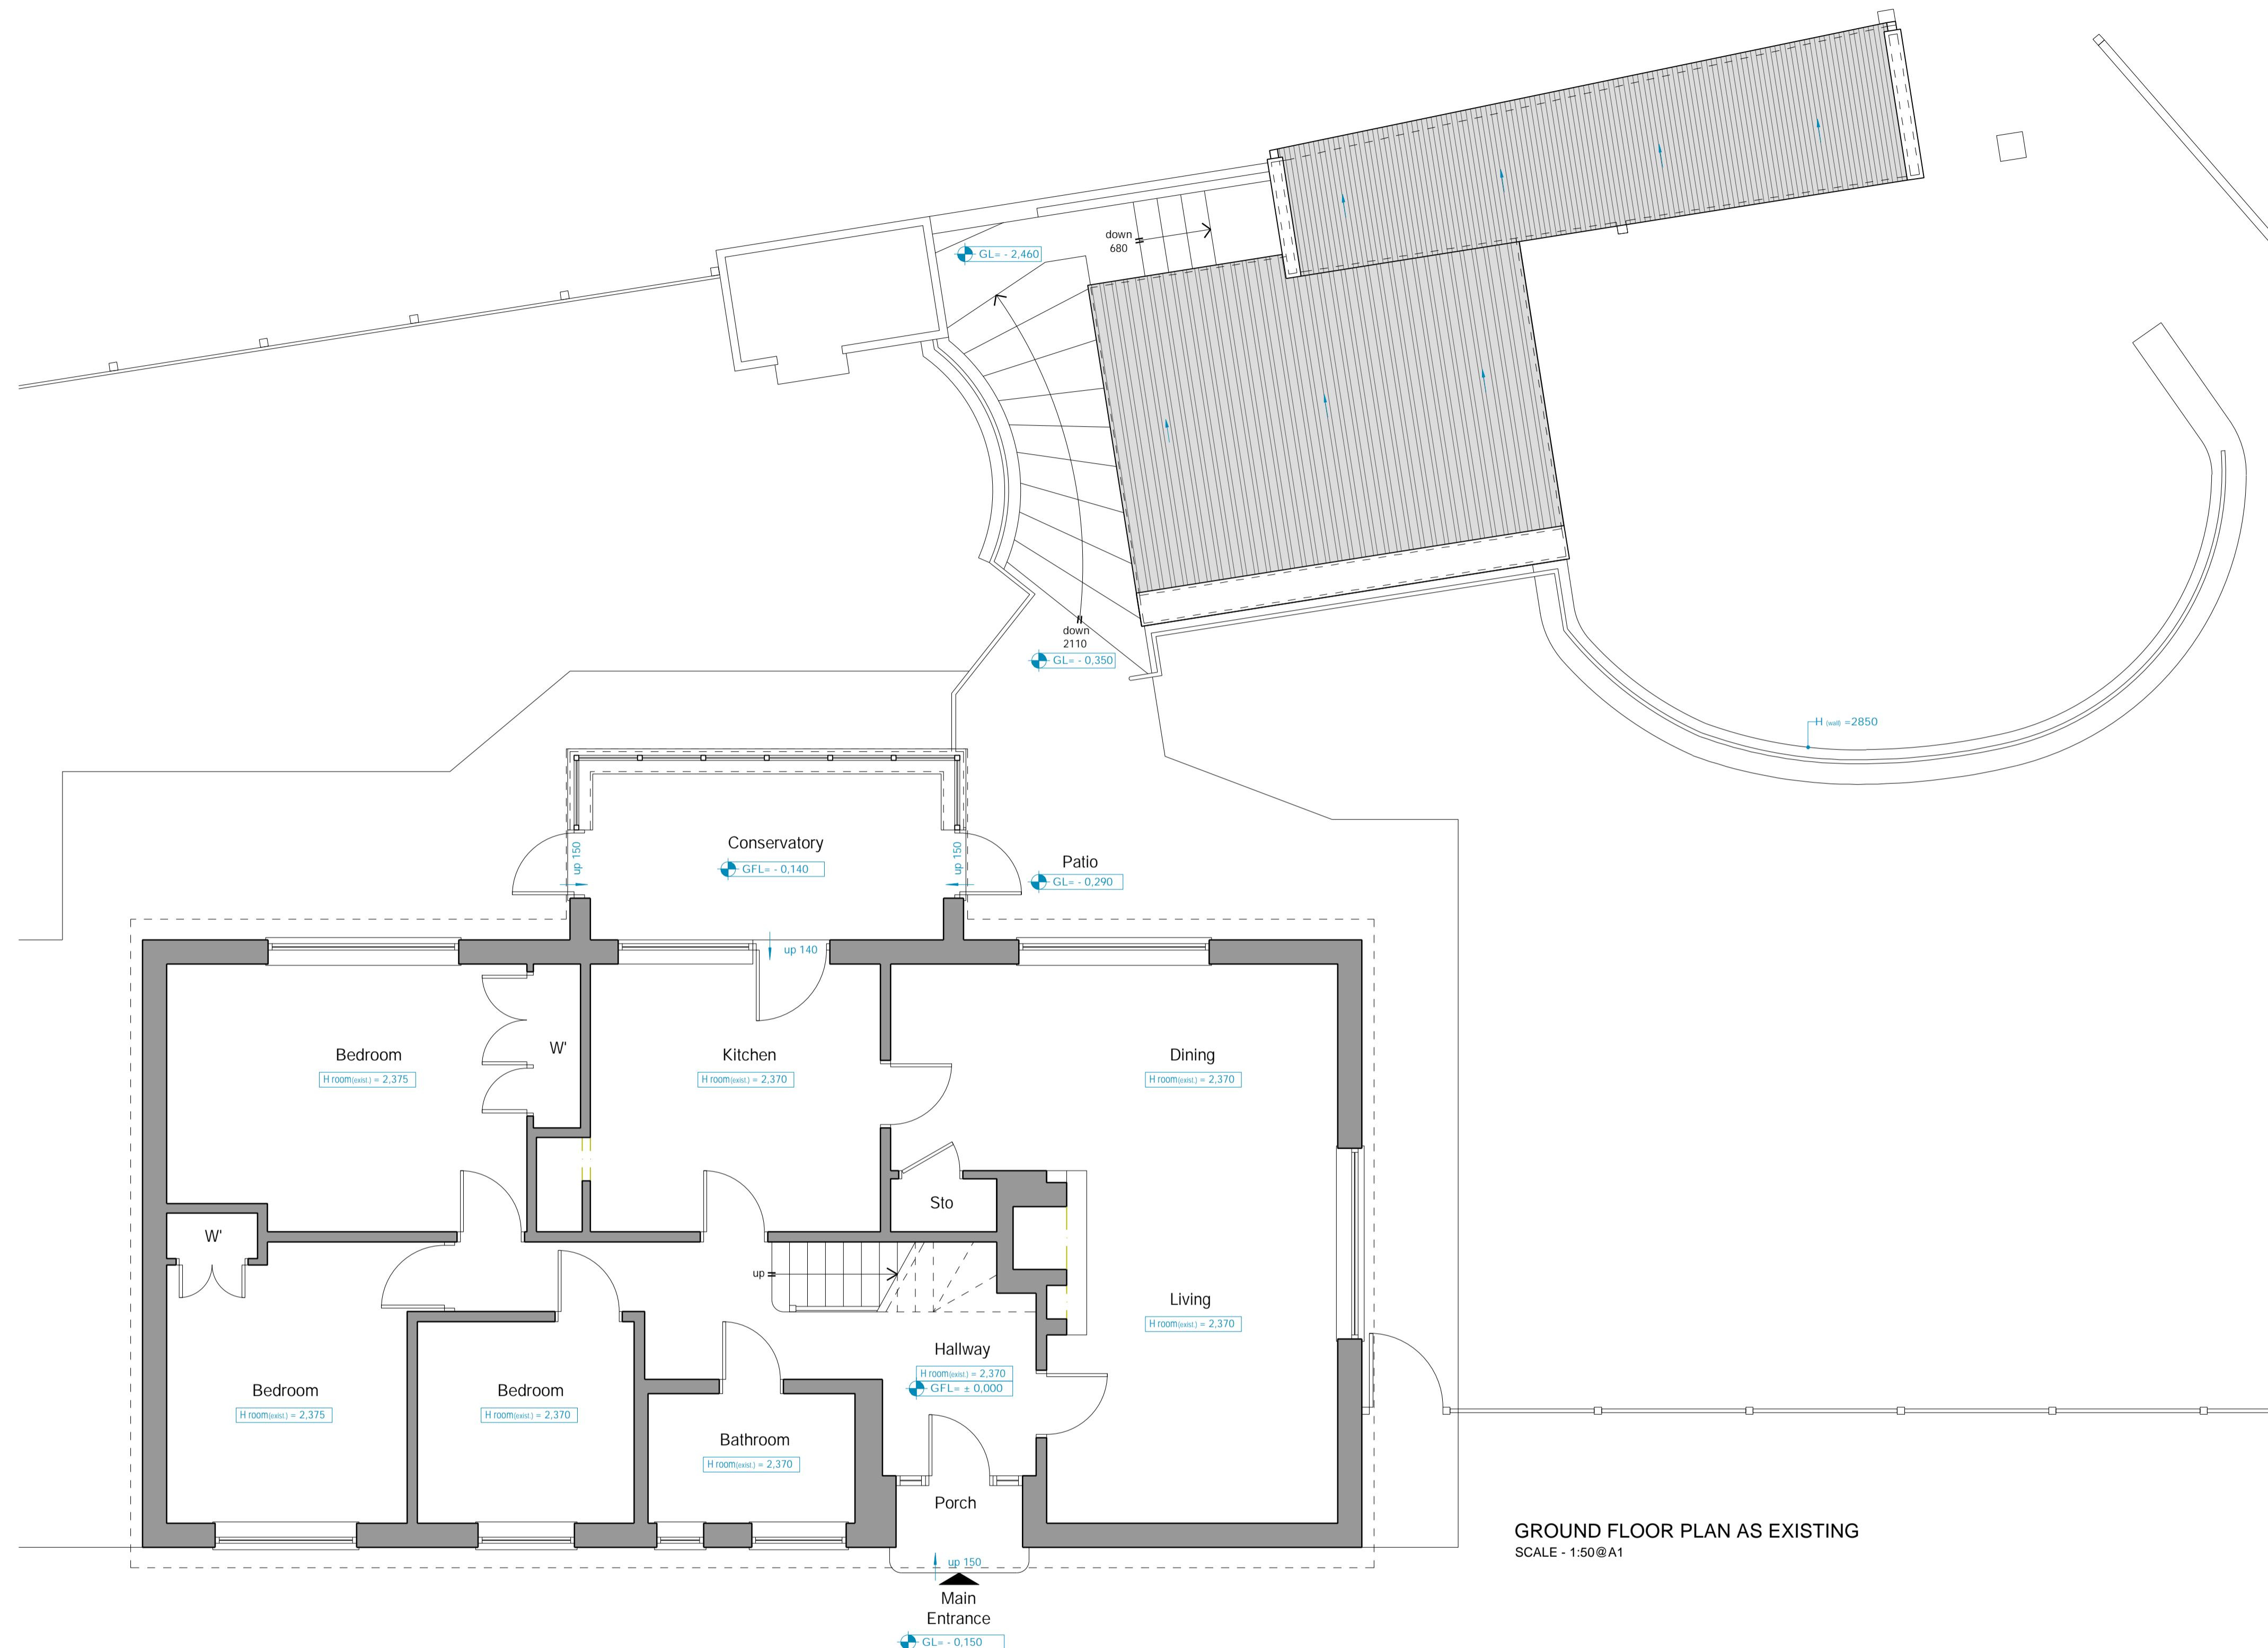 down
680
GL= - 2,460
down
2110
GL= - 0,350
H (wall) =2850
Conservatory
GFL= - 0,140
up 150
up 150
Patio
GL= - 0,290
up 140
Bedroom
H room(exist.) = 2,375
W'
Kitchen
H room(exist.) = 2,370
Dining
H room(exist.) = 2,370
Sto
W'
up
Living
H room(exist.) = 2,370
Hallway
H room(exist.) = 2,370
GFL= ± 0,000
Bedroom
H room(exist.) = 2,375
Bedroom
H room(exist.) = 2,370
Bathroom
H room(exist.) = 2,370
Porch
up 150
Main
Entrance
GL= - 0,150
GROUND FLOOR PLAN AS EXISTING
SCALE - 1:50@A1